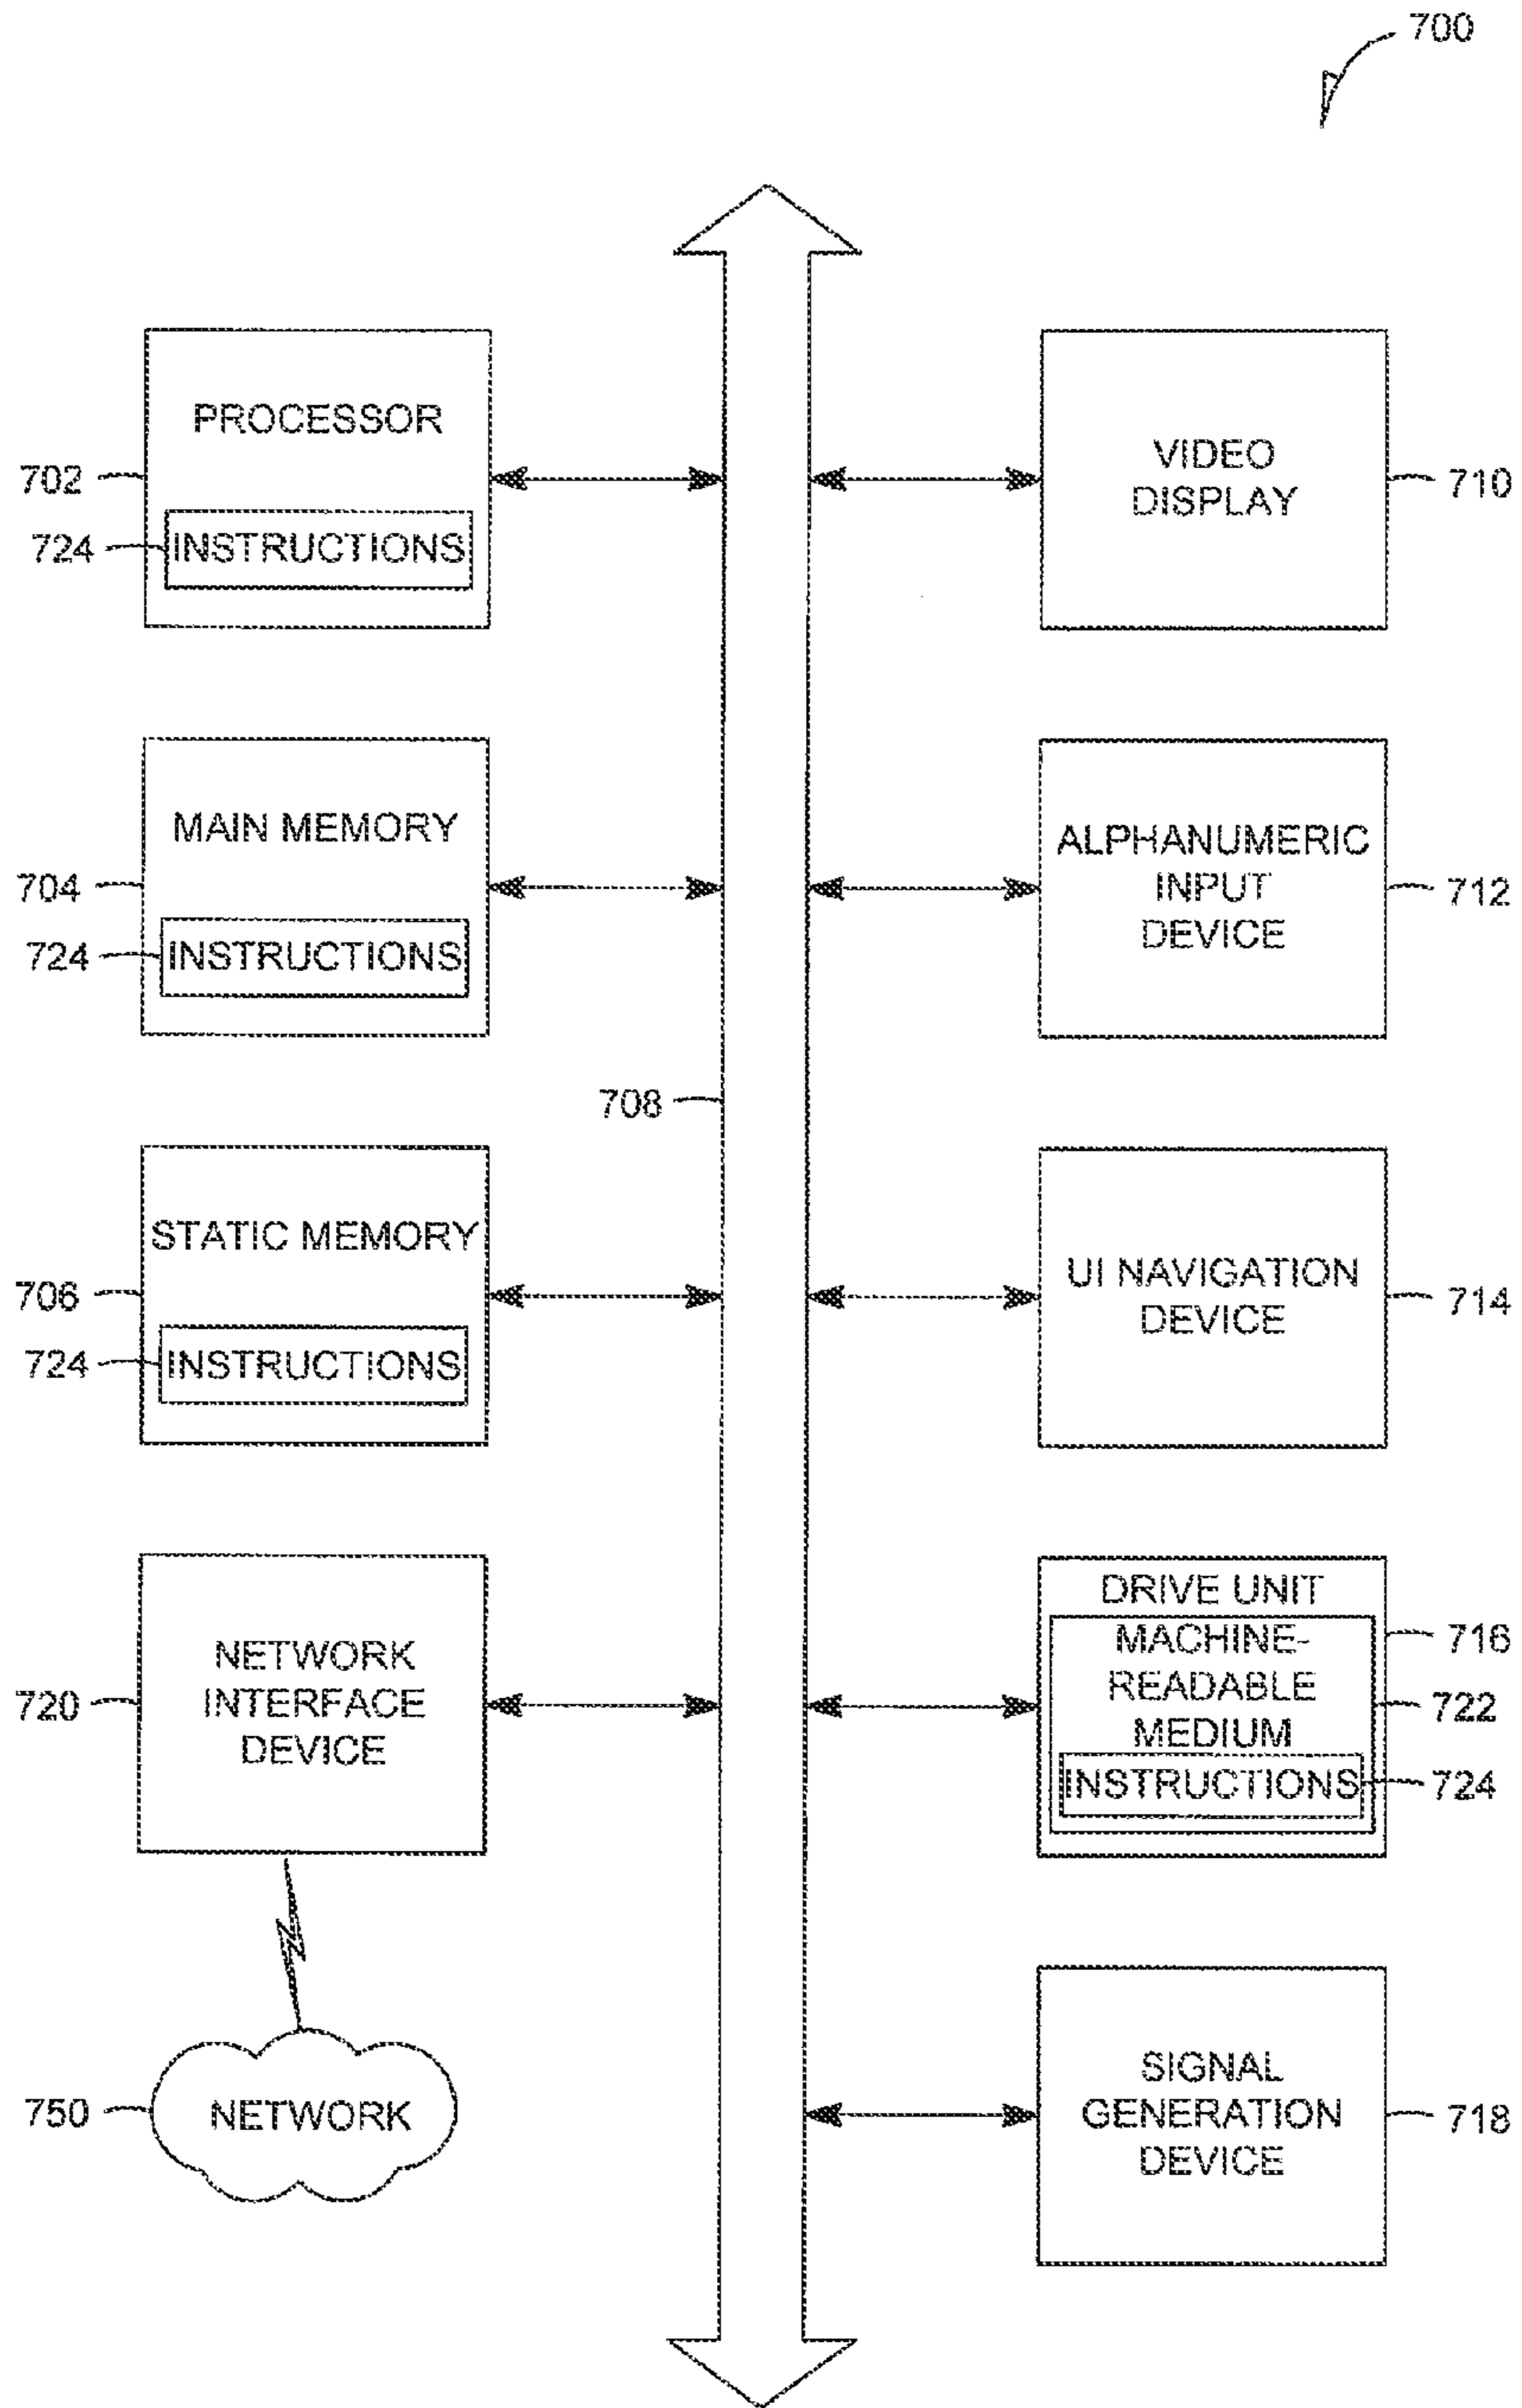 700
PROCESSOR
702
724
INSTRUCTIONS
VIDEO
DISPLAY
710
MAIN MEMORY
704
724
INSTRUCTIONS
ALPHANUMERIC
INPUT
DEVICE
712
708
STATIC MEMORY
706
724
INSTRUCTIONS
UI NAVIGATION
DEVICE
714
NETWORK
INTERFACE
DEVICE
720
DRIVE UNIT
716
MACHINE-
READABLE
MEDIUM
722
INSTRUCTIONS
724
750
NETWORK
SIGNAL
GENERATION
DEVICE
718